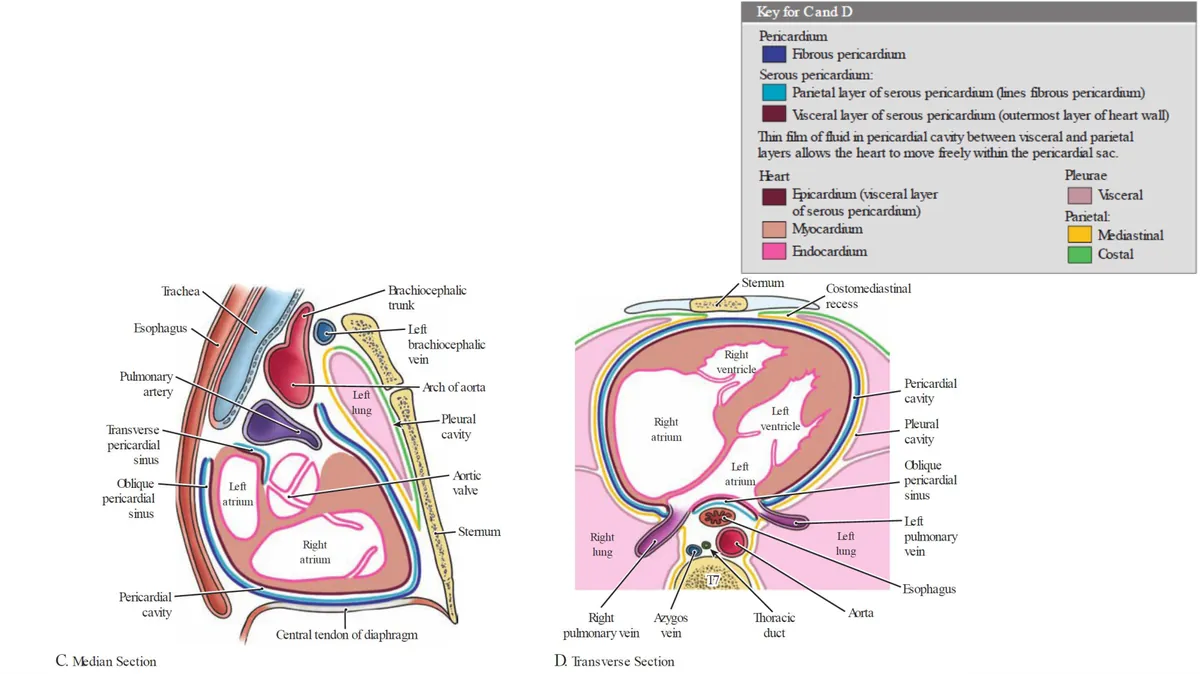 Key for C and D
Pericardium
Fibrous pericardium
Serous pericardium:
Parietal layer of serous pericardium (lines fibrous pericardium)
Visceral layer of serous pericardium (outermost layer of heart wall)
Thin film of fluid in pericardial cavity between visceral and parietal
layers allows the heart to move freely within the pericardial sac.
Heart
Epicardium (visceral layer
of serous pericardium)
Myocardium
Endocardium
Pleurae
Visceral
Parietal:
Mediastinal
Costal
Trachea
Esophagus
Pulmonary
artery
Transverse
pericardial
sinus
Oblique
pericardial
sinus
Pericardial
cavity
Brachiocephalic
trunk
Left
brachiocephalic
vein
Arch of aorta
Left
lung
Pleural
cavity
Aortic
valve
Left
atrium
Right
atrium
Sternum
Central tendon of diaphragm
C. Median Section
Sternum
Costomediastinal
recess
Right
ventricle
Right
atrium
Left
ventricle
Left
atrium
Pericardial
cavity
Pleural
cavity
Oblique
pericardial
sinus
Left
pulmonary
vein
Right
lung
Left
lung
T7
Esophagus
Right
pulmonary vein
Azygos
vein
Thoracic
duct
Aorta
D. Transverse Section